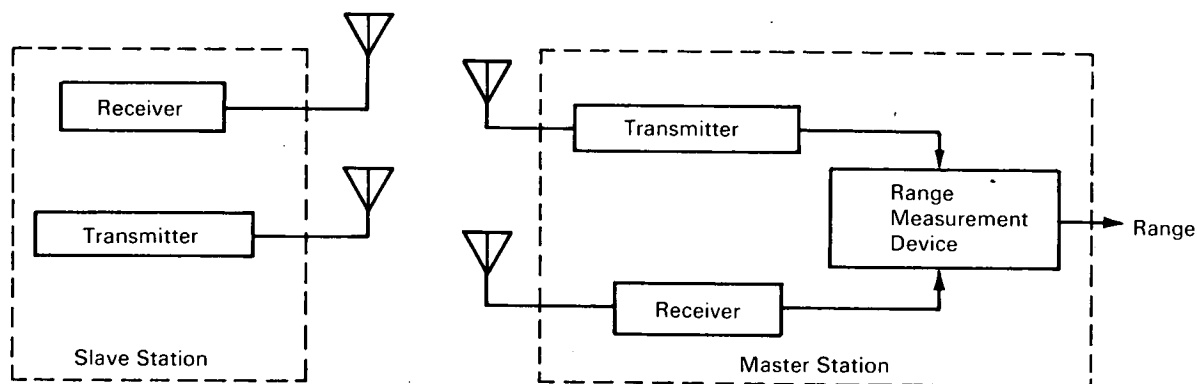 Receiver
Transmitter
Slave Station
Transmitter
Range
Measurement
Device
Range
Receiver
Master Station